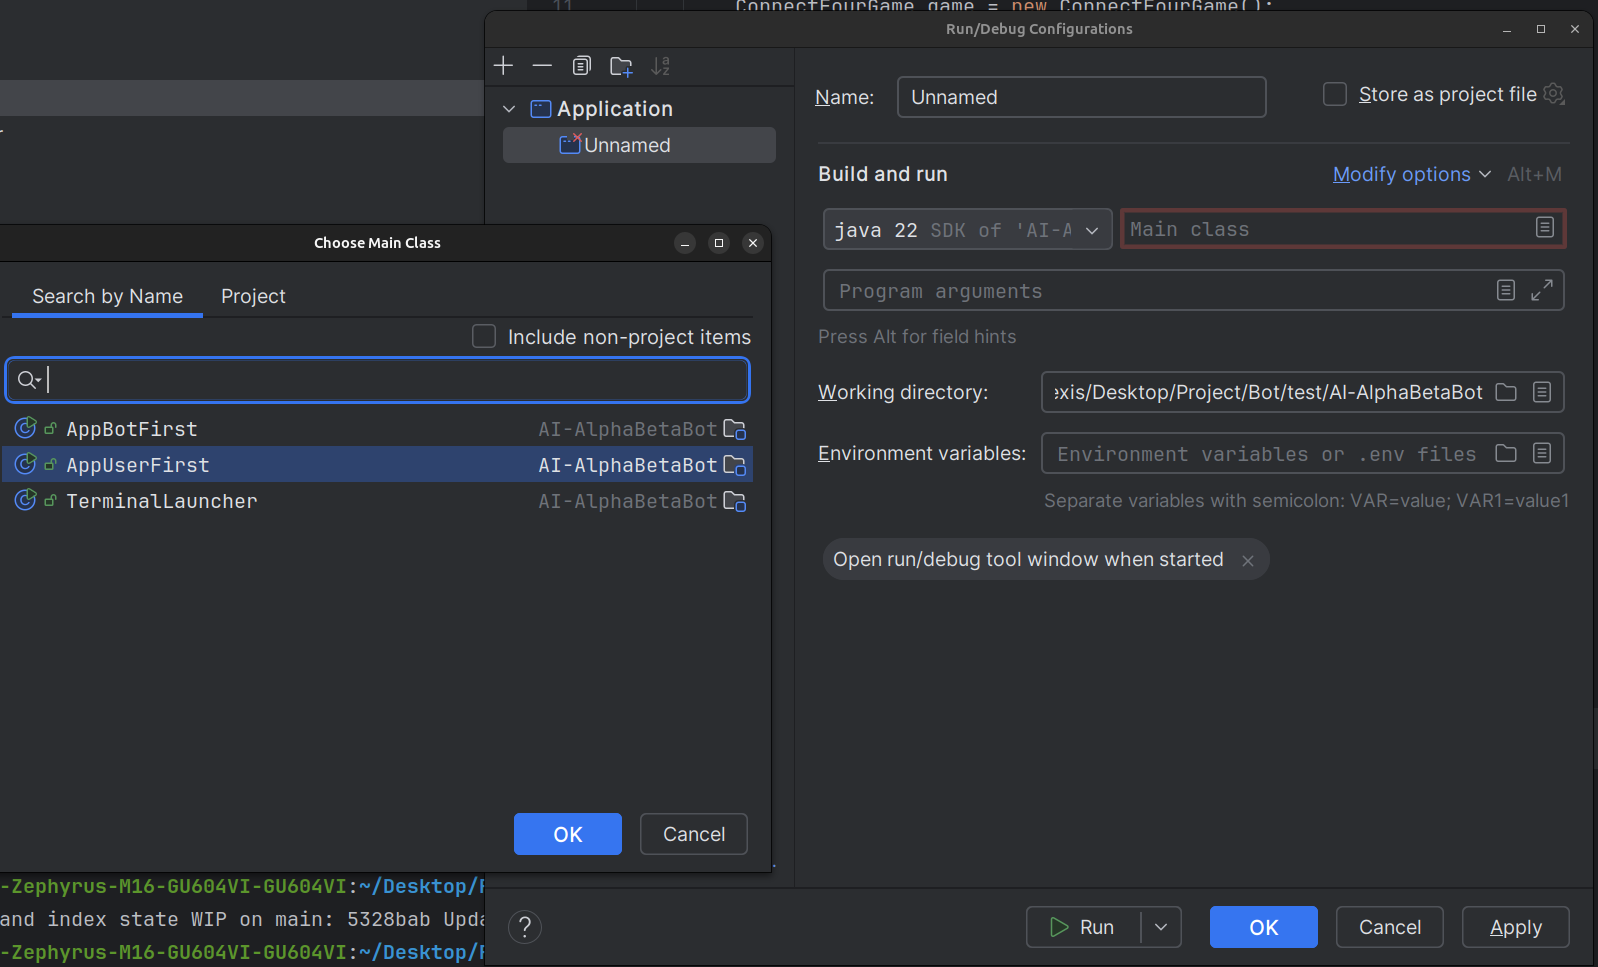 11
ConnectFourGame game = new ConnectFourGame();
Run/Debug Configurations
Application
Unnamed
Name:
Unnamed
Store as project file
Build and run
Modify options
Alt+M
java 22 SDK of 'AI-A
Main class
Program arguments
Press Alt for field hints
Working directory:
exis/Desktop/Project/Bot/test/AI-AlphaBetaBot
Environment variables:
Environment variables or .env files
Separate variables with semicolon: VAR=value; VAR1=value1
Open run/debug tool window when started
Choose Main Class
Search by Name
Project
Include non-project items
AppBotFirst AI-AlphaBetaBot
AppUserFirst AI-AlphaBetaBot
TerminalLauncher AI-AlphaBetaBot
OK
Cancel
-Zephyrus-M16-GU604VI-GU604VI:~/Desktop/
and index state WIP on main: 5328bab Upda
-Zephyrus-M16-GU604VI-GU604VI:~/Desktop/
?
Run
OK
Cancel
Apply